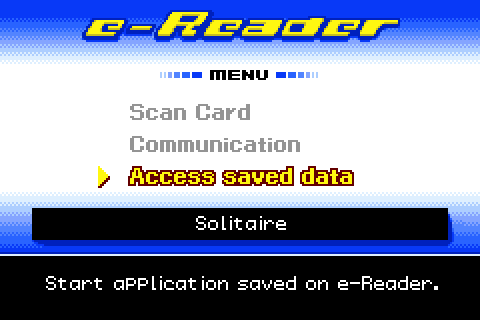 e-Reader
MENU
Scan Card
Communication
Access saved data
Solitaire
Start aPPlication saved on e-Reader.